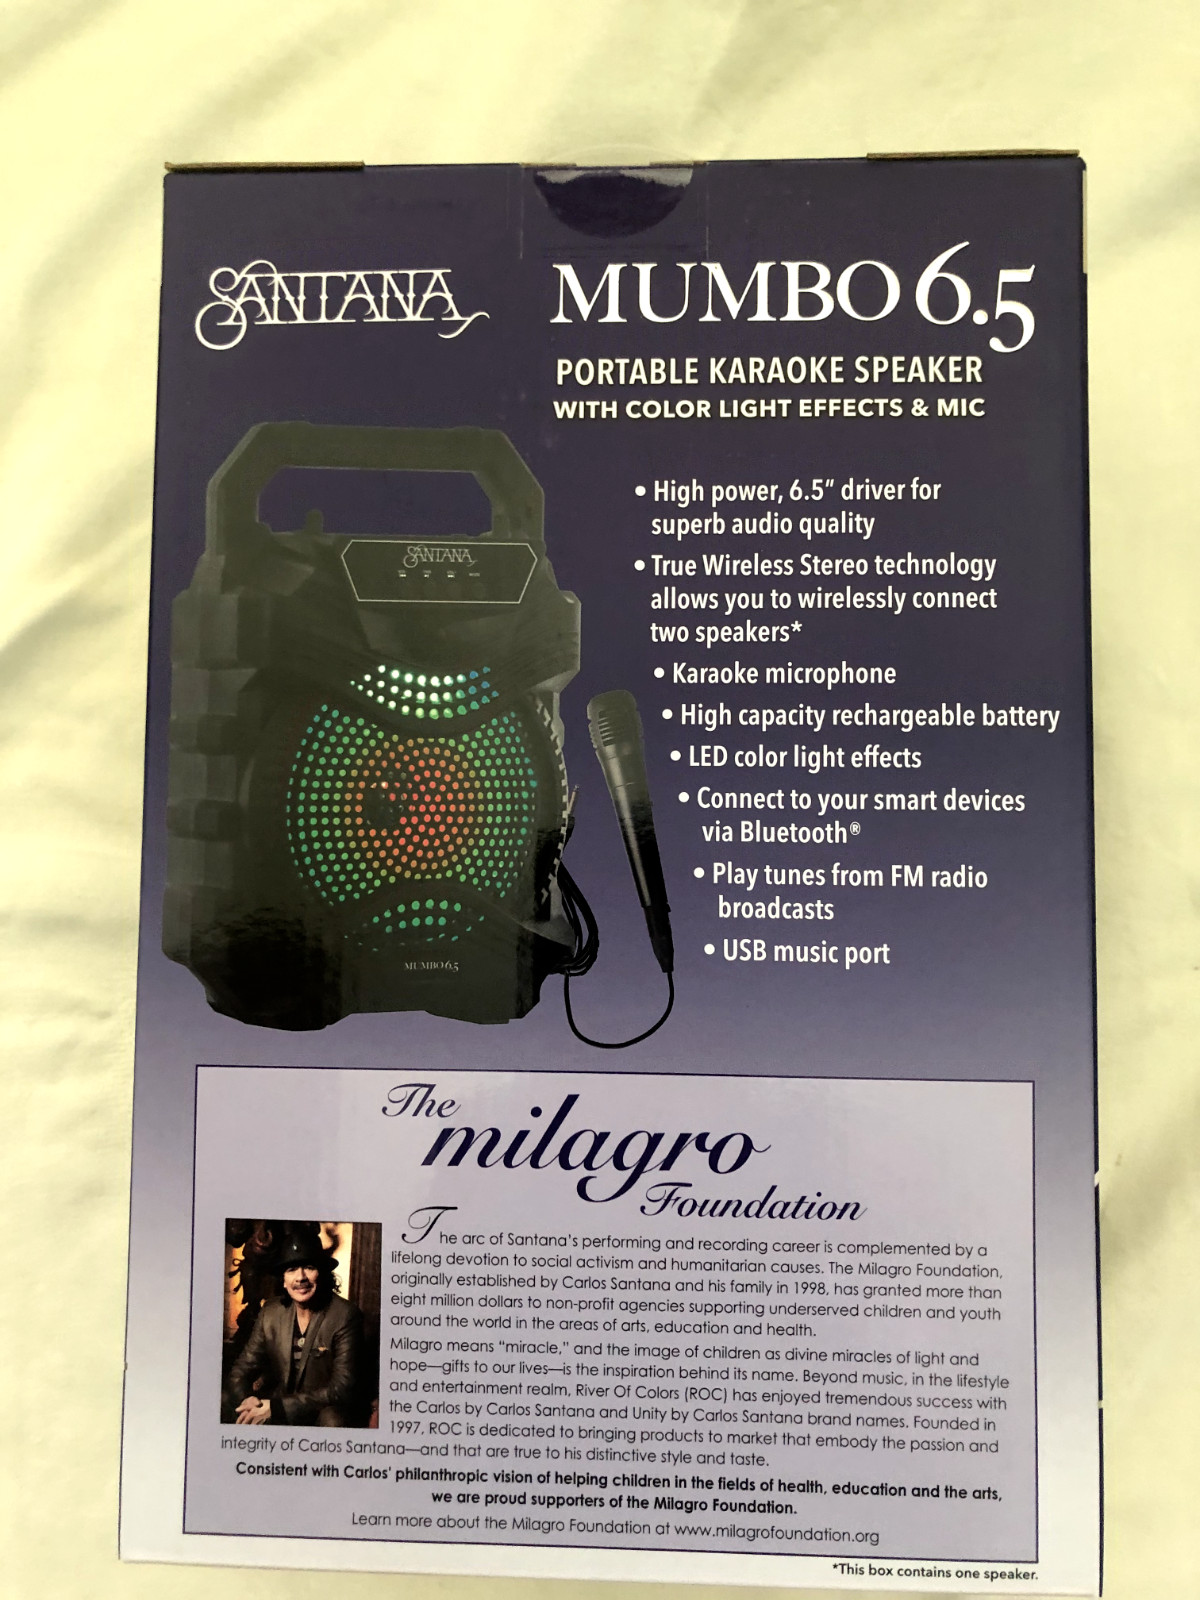 SANTANA
MUMBO 6.5
PORTABLE KARAOKE SPEAKER
WITH COLOR LIGHT EFFECTS & MIC
• High power, 6.5" driver for
superb audio quality
• True Wireless Stereo technology
allows you to wirelessly connect
two speakers*
• Karaoke microphone
• High capacity rechargeable battery
• LED color light effects
• Connect to your smart devices
via Bluetooth®
• Play tunes from FM radio
broadcasts
• USB music port
SANTANA
MUMBO 6.5
The
milagro
Foundation
The arc of Santana's performing and recording career is complemented by a
lifelong devotion to social activism and humanitarian causes. The Milagro Foundation,
originally established by Carlos Santana and his family in 1998, has granted more than
eight million dollars to non-profit agencies supporting underserved children and youth
around the world in the areas of arts, education and health.
Milagro means "miracle," and the image of children as divine miracles of light and
hope—gifts to our lives—is the inspiration behind its name. Beyond music, in the lifestyle
and entertainment realm, River Of Colors (ROC) has enjoyed tremendous success with
the Carlos by Carlos Santana and Unity by Carlos Santana brand names. Founded in
1997, ROC is dedicated to bringing products to market that embody the passion and
integrity of Carlos Santana—and that are true to his distinctive style and taste.
Consistent with Carlos' philanthropic vision of helping children in the fields of health, education and the arts,
we are proud supporters of the Milagro Foundation.
Learn more about the Milagro Foundation at www.milagrofoundation.org
*This box contains one speaker.